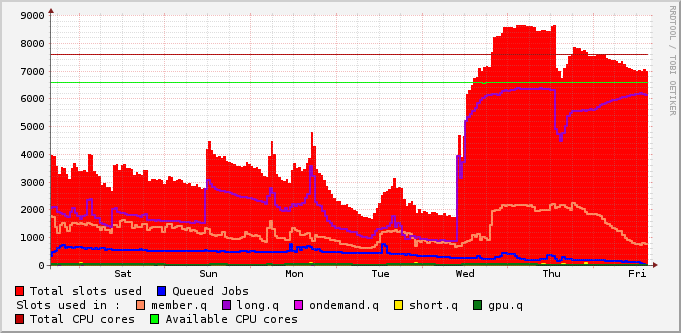 9000
8000
7000
6000
5000
4000
3000
2000
1000
0
Sat Sun Mon Tue Wed Thu Fri
RRDTOOL / TOBI OETIKER
Total slots used Queued Jobs
Slots used in : member.q long.q ondemand.q short.q gpu.q
Total CPU cores Available CPU cores